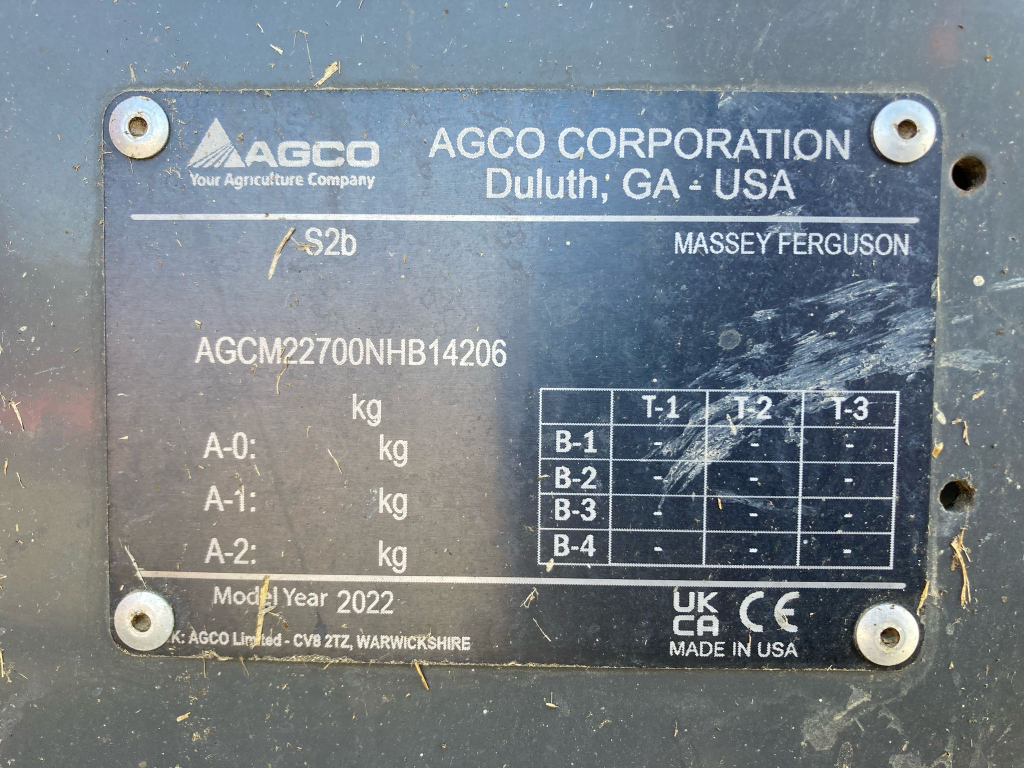 AGCO
Your Agriculture Company
AGCO CORPORATION
Duluth, GA - USA
S2b
MASSEY FERGUSON
AGCM22700NHB14206
kg
A-0: kg
A-1: kg
A-2: kg
T-1 T-2 T-3
B-1 - - -
B-2 - - -
B-3 - - -
B-4 - - -
Model Year 2022
K: AGCO Limited - CV8 2TZ, WARWICKSHIRE
UK
CA
CE
MADE IN USA